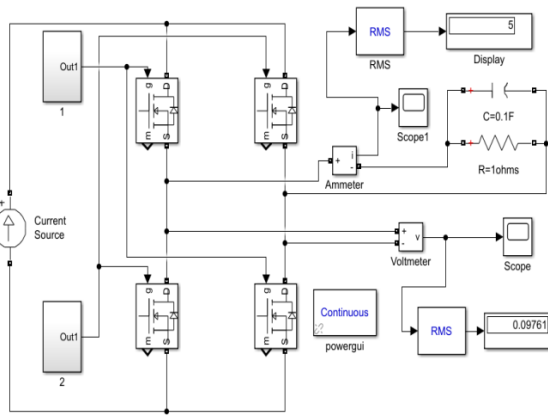 RMS
5
RMS
Display
Out1
g
D
m
S
g
D
m
S
1
C=0.1F
Scope1
+
i
-
R=1ohms
Ammeter
+
Current
Source
+
-
v
Voltmeter
Scope
g
D
m
S
g
D
m
S
Out1
2
Continuous
powergui
RMS
0.09761